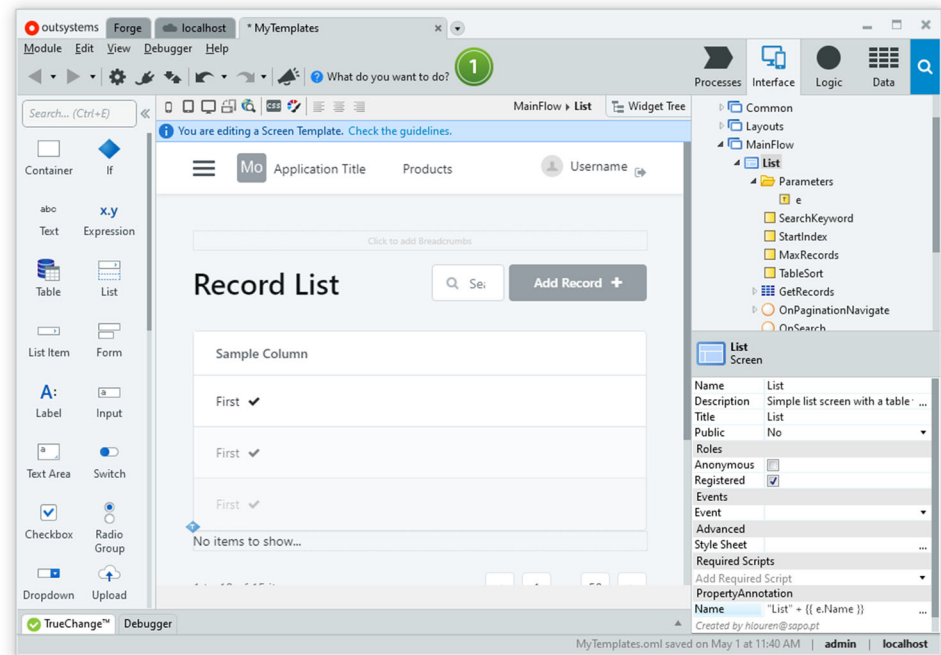 outsystems Forge localhost * MyTemplates
Module Edit View Debugger Help
What do you want to do?
1
Processes Interface Logic Data
Search... (Ctrl+E)
MainFlow List Widget Tree
You are editing a Screen Template. Check the guidelines.
Container If
abc x.y
Text Expression
Table List
List Item Form
A: a
Label Input
a
Text Area Switch
Checkbox Radio Group
Dropdown Upload
Mo Application Title Products Username
Click to add Breadcrumbs
Record List Sea Add Record +
Sample Column
First
First
First
No items to show...
1 50
Common
Layouts
MainFlow
List
Parameters
T e
SearchKeyword
StartIndex
MaxRecords
TableSort
GetRecords
OnPaginationNavigate
OnSearch
List
Screen
Name List
Description Simple list screen with a table ...
Title List
Public No
Roles
Anonymous
Registered
Events
Event
Advanced
Style Sheet ...
Required Scripts
Add Required Script
PropertyAnnotation
Name "List" + {{ e.Name }} ...
Created by hlouren@sapo.pt
TrueChange™ Debugger
MyTemplates.oml saved on May 1 at 11:40 AM | admin | localhost